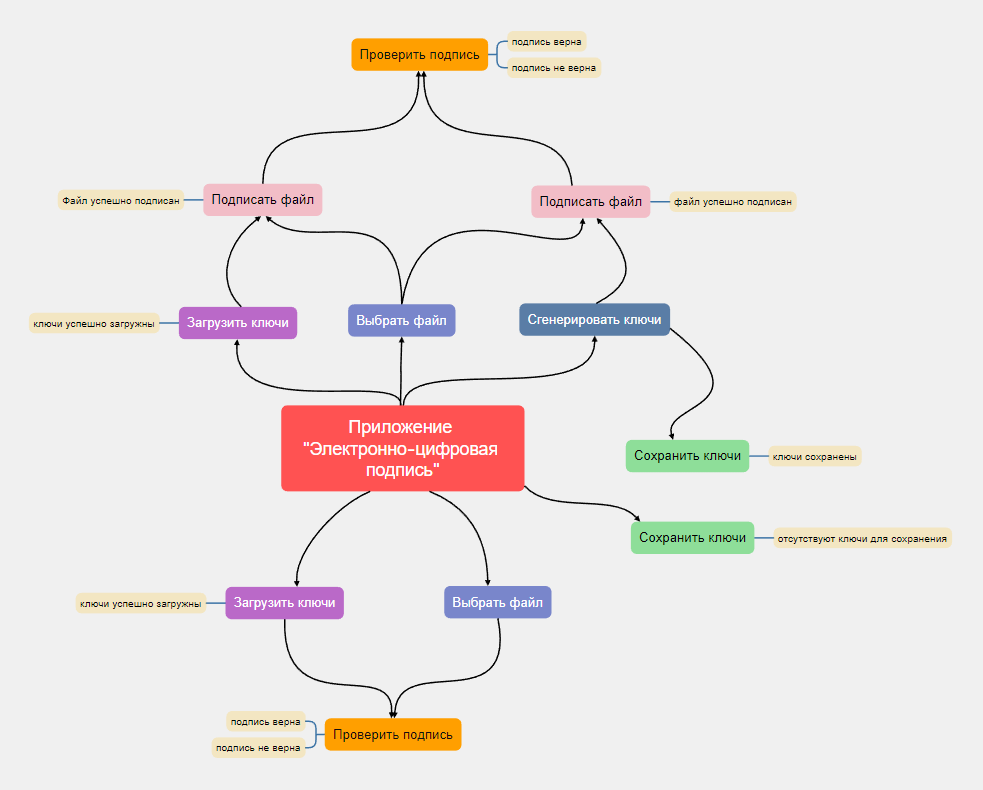 Проверить подпись
подпись верна
подпись не верна
Файл успешно подписан
Подписать файл
Подписать файл
файл успешно подписан
ключи успешно загружны
Загрузить ключи
Выбрать файл
Сгенерировать ключи
Приложение
"Электронно-цифровая
подпись"
Сохранить ключи
ключи сохранены
Сохранить ключи
отсутствуют ключи для сохранения
ключи успешно загружны
Загрузить ключи
Выбрать файл
подпись верна
подпись не верна
Проверить подпись